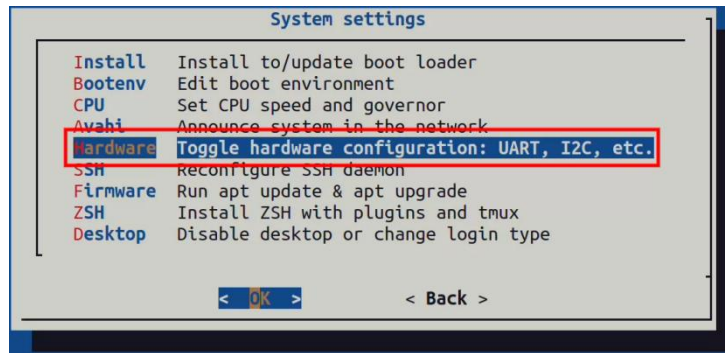 System settings
Install Install to/update boot loader
Bootenv Edit boot environment
CPU Set CPU speed and governor
Avahi Announce system in the network
Hardware Toggle hardware configuration: UART, I2C, etc.
SSH Reconfigure SSH daemon
Firmware Run apt update & apt upgrade
ZSH Install ZSH with plugins and tmux
Desktop Disable desktop or change login type
< OK > < Back >